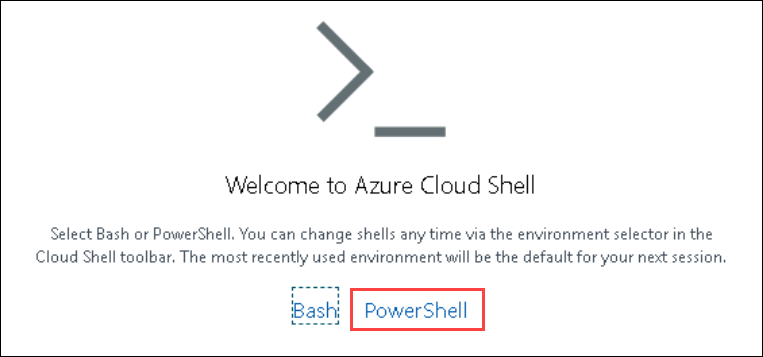 Welcome to Azure Cloud Shell
Select Bash or PowerShell. You can change shells any time via the environment selector in the
Cloud Shell toolbar. The most recently used environment will be the default for your next session.
Bash PowerShell